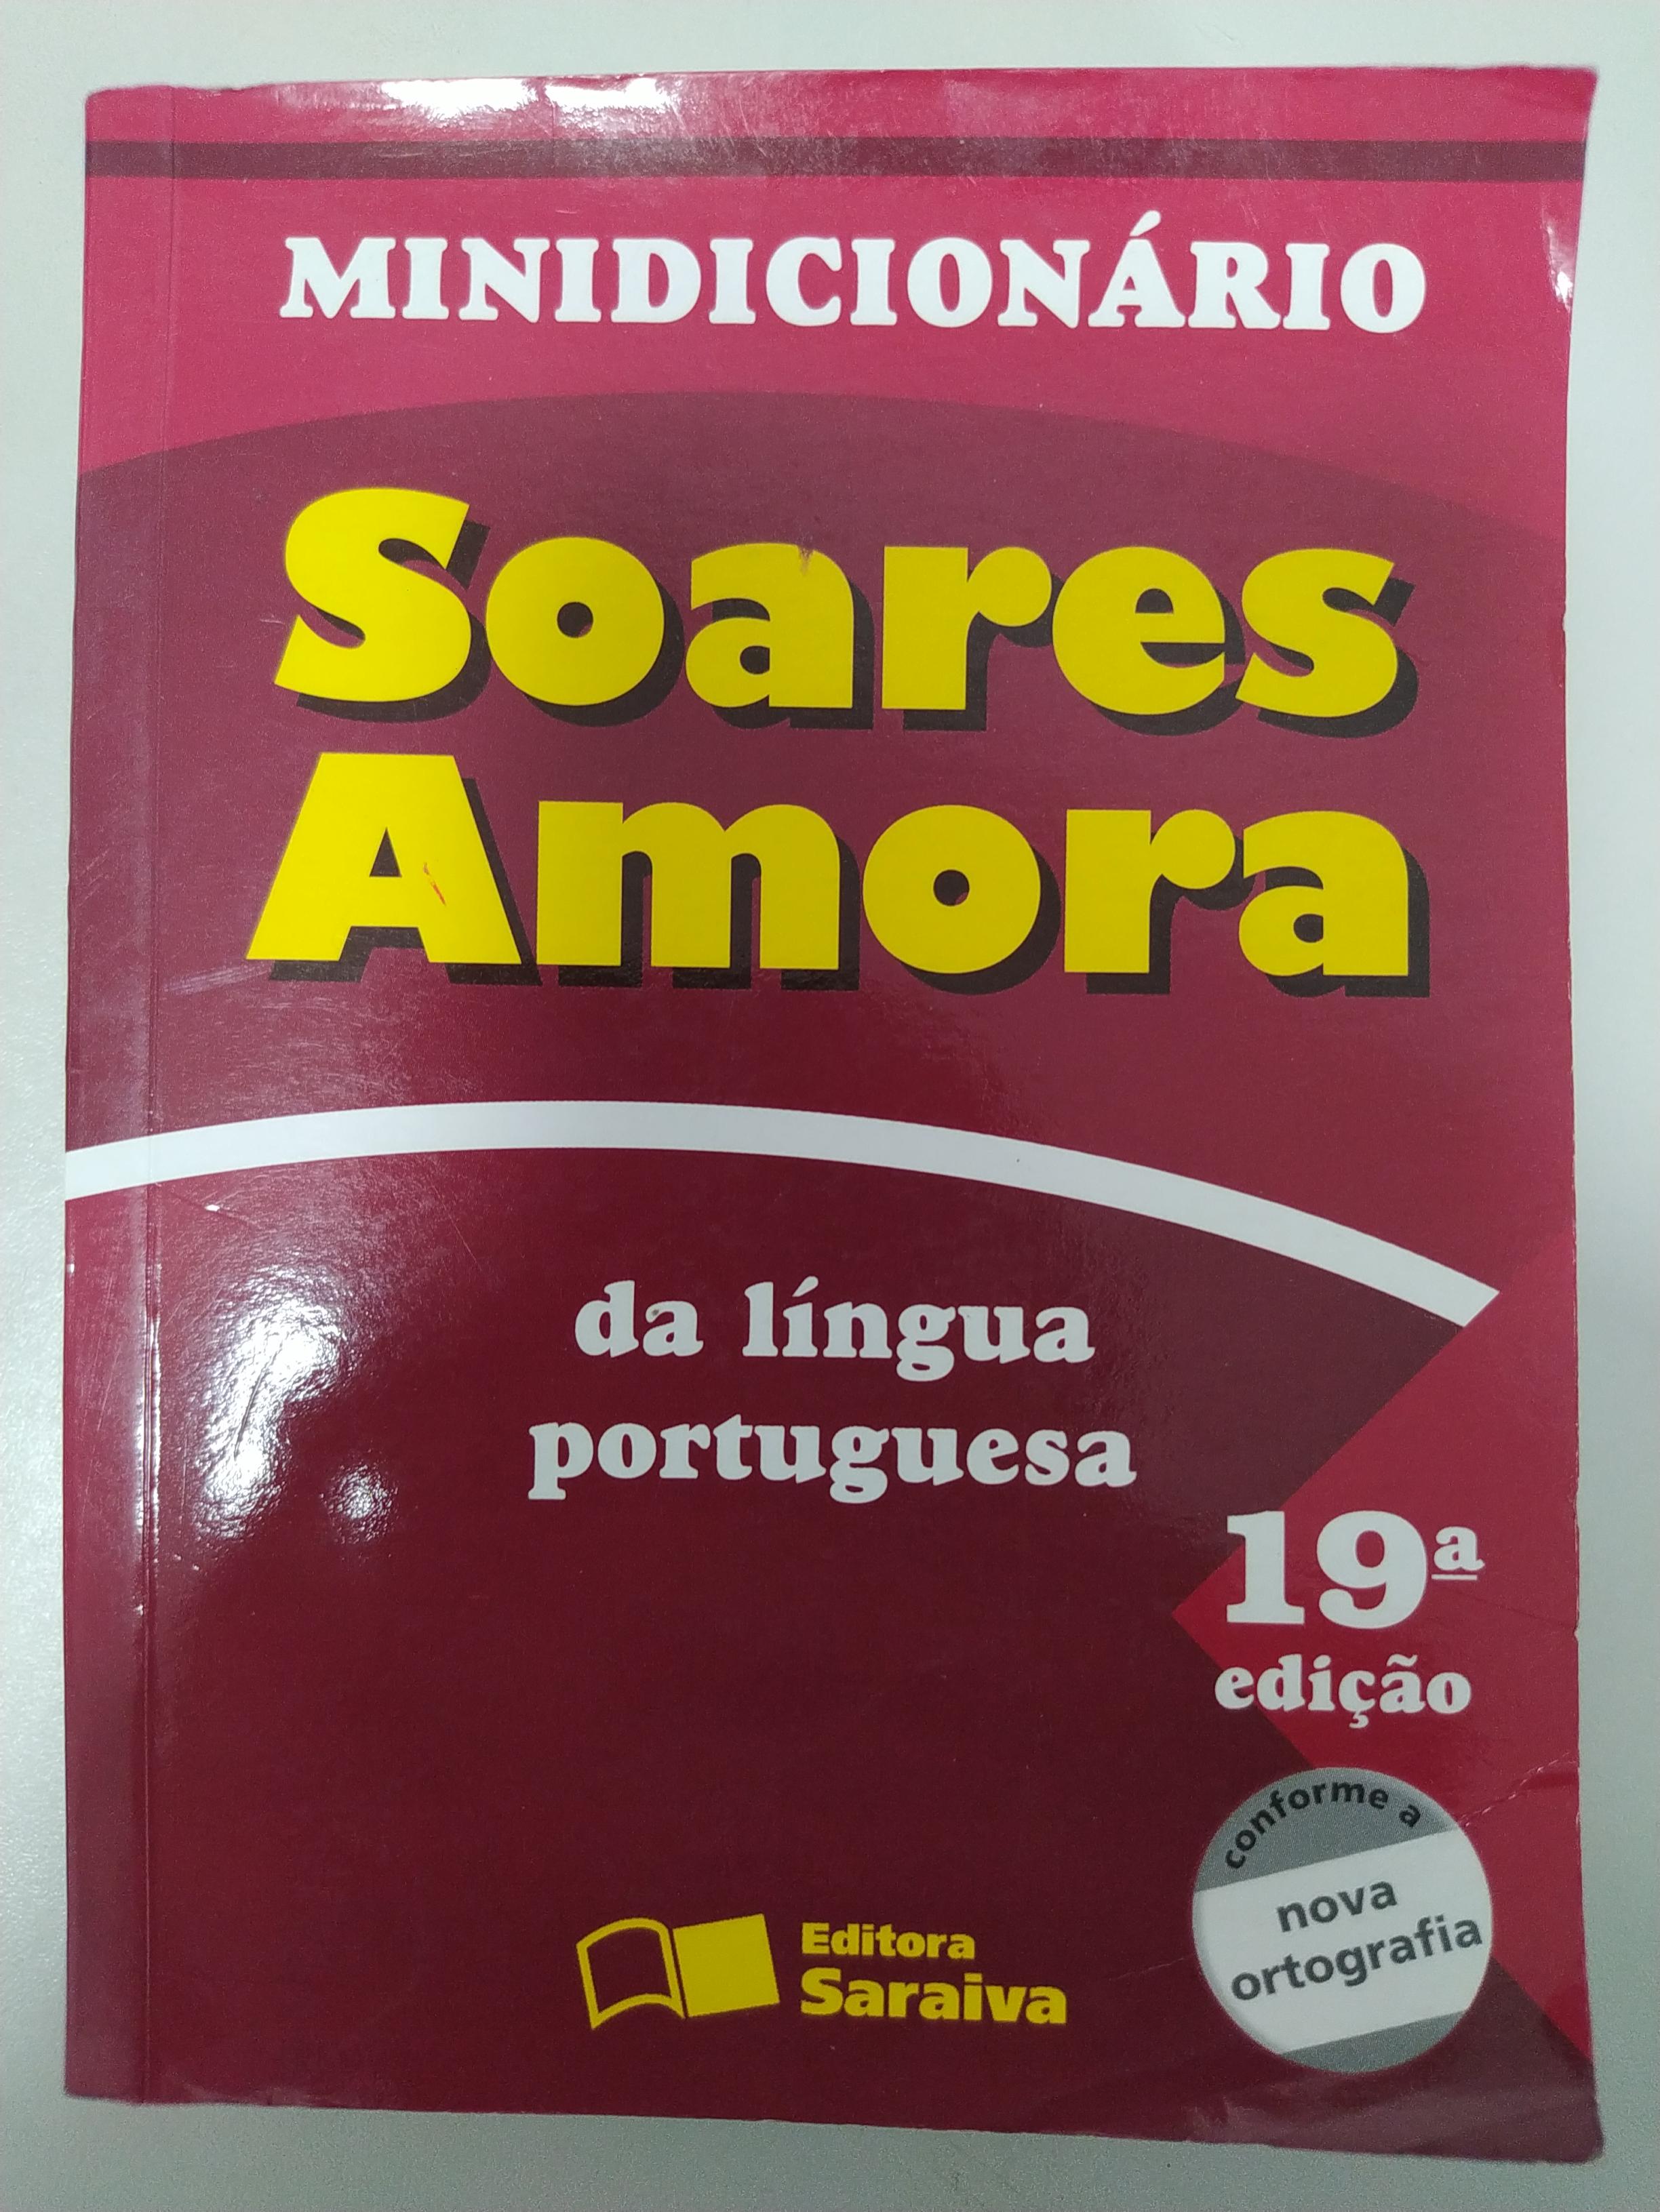 MINIDICIONÁRIO
Soares
Amora
da língua
portuguesa
19ª
edição
conforme a
nova
ortografia
Editora
Saraiva